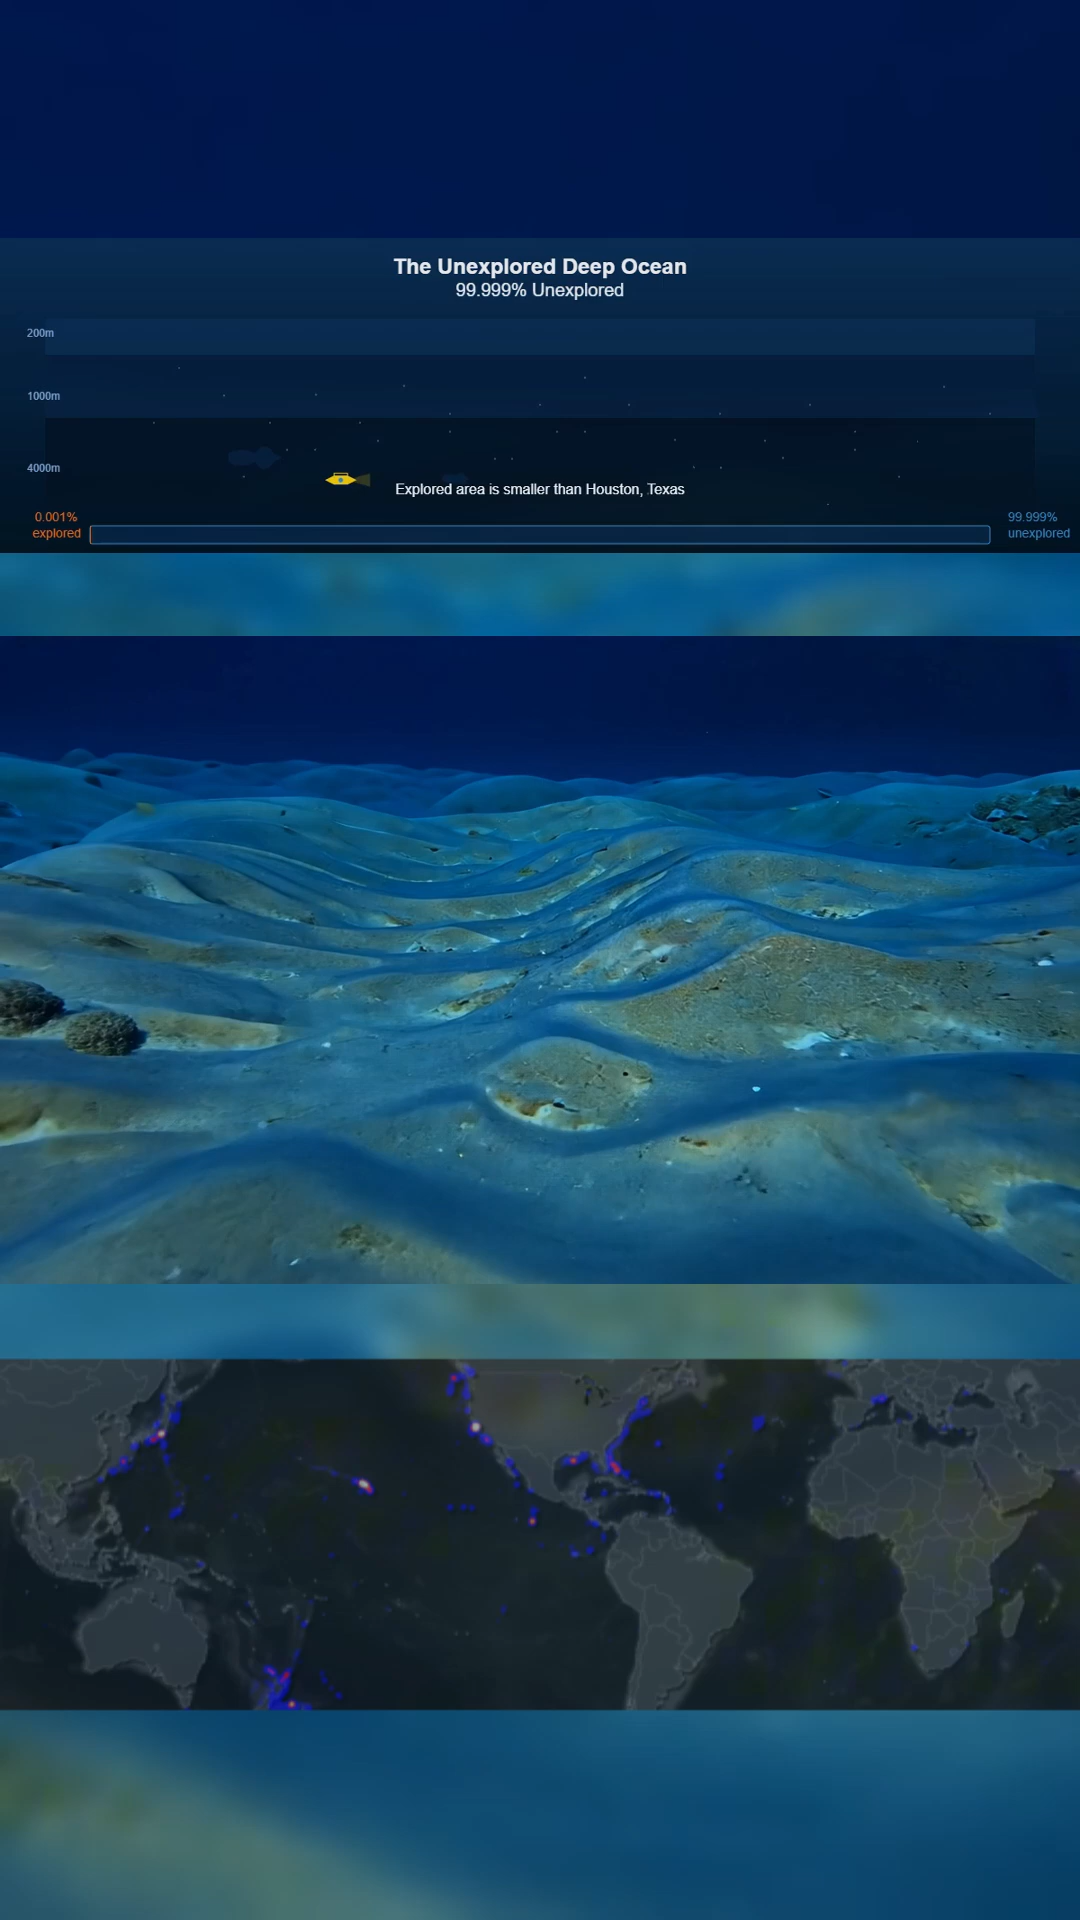 The Unexplored Deep Ocean
99.999% Unexplored
200m
1000m
4000m
Explored area is smaller than Houston, Texas
0.001%
explored
99.999%
unexplored